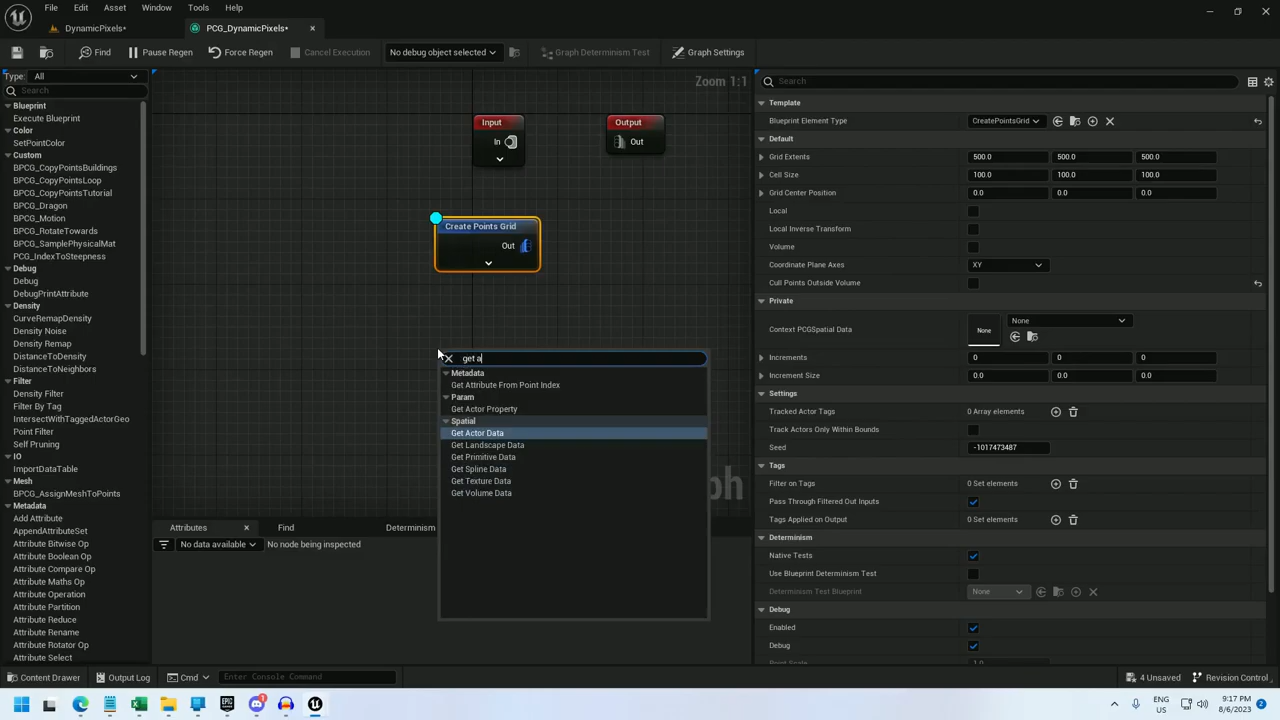 File Edit Asset Window Tools Help
DynamicPixels*
PCG_DynamicPixels*
Find
Pause Regen
Force Regen
Cancel Execution
No debug object selected
Graph Determinism Test
Graph Settings
Type: All
Search
Blueprint
Execute Blueprint
Color
SetPointColor
Custom
BPCG_CopyPointsBuildings
BPCG_CopyPointsLoop
BPCG_CopyPointsTutorial
BPCG_Dragon
BPCG_Motion
BPCG_RotateTowards
BPCG_SamplePhysicalMat
PCG_IndexToSteepness
Debug
Debug
DebugPrintAttribute
Density
CurveRemapDensity
Density Noise
Density Remap
DistanceToDensity
DistanceToNeighbors
Filter
Density Filter
Filter By Tag
IntersectWithTaggedActorGeo
Point Filter
Self Pruning
IO
ImportDataTable
Mesh
BPCG_AssignMeshToPoints
Metadata
Add Attribute
AppendAttributeSet
Attribute Bitwise Op
Attribute Boolean Op
Attribute Compare Op
Attribute Maths Op
Attribute Operation
Attribute Partition
Attribute Reduce
Attribute Rename
Attribute Rotator Op
Attribute Select
Zoom 1:1
Input
In
Output
Out
Create Points Grid
Out
get a
Metadata
Get Attribute From Point Index
Param
Get Actor Property
Spatial
Get Actor Data
Get Landscape Data
Get Primitive Data
Get Spline Data
Get Texture Data
Get Volume Data
Attributes
Find
Determinism
No data available
No node being inspected
Search
Template
Blueprint Element Type CreatePointsGrid
Default
Grid Extents 500.0 500.0 500.0
Cell Size 100.0 100.0 100.0
Grid Center Position 0.0 0.0 0.0
Local
Local Inverse Transform
Volume
Coordinate Plane Axes XY
Cull Points Outside Volume
Private
Context PCGSpatial Data None None
Increments 0 0 0
Increment Size 0.0 0.0 0.0
Settings
Tracked Actor Tags 0 Array elements
Track Actors Only Within Bounds
Seed -1017473487
Tags
Filter on Tags 0 Set elements
Pass Through Filtered Out Inputs
Tags Applied on Output 0 Set elements
Determinism
Native Tests
Use Blueprint Determinism Test
Determinism Test Blueprint None
Debug
Enabled
Debug
Content Drawer
Output Log
Cmd
Enter Console Command
4 Unsaved
Revision Control
ENG
US
9:17 PM
8/6/2023